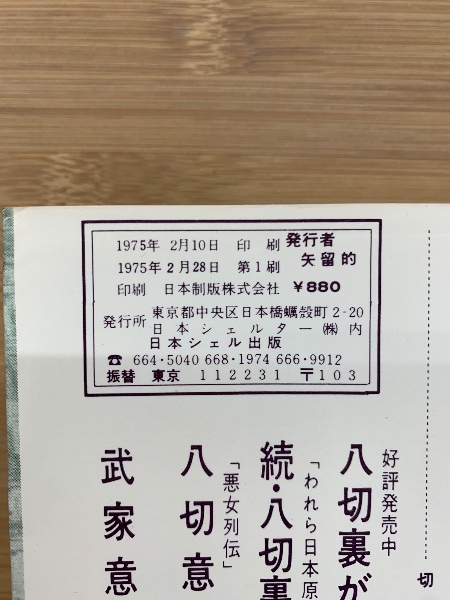 1975年 2月10日 印 刷 発行者
1975年 2月28日 第1刷 矢留的
印刷 日本制版株式会社 ￥880
発行所 東京都中央区日本橋蠣殻町2-20
日本シェルター㈱内
日本シェル出版
☎ 664・5040 668・1974 666・9912
振替 東京 112231 〒103
切
好評発売中
八切裏が
「われら日本原
続・八切裏
「悪女列伝」
八切意
武家意